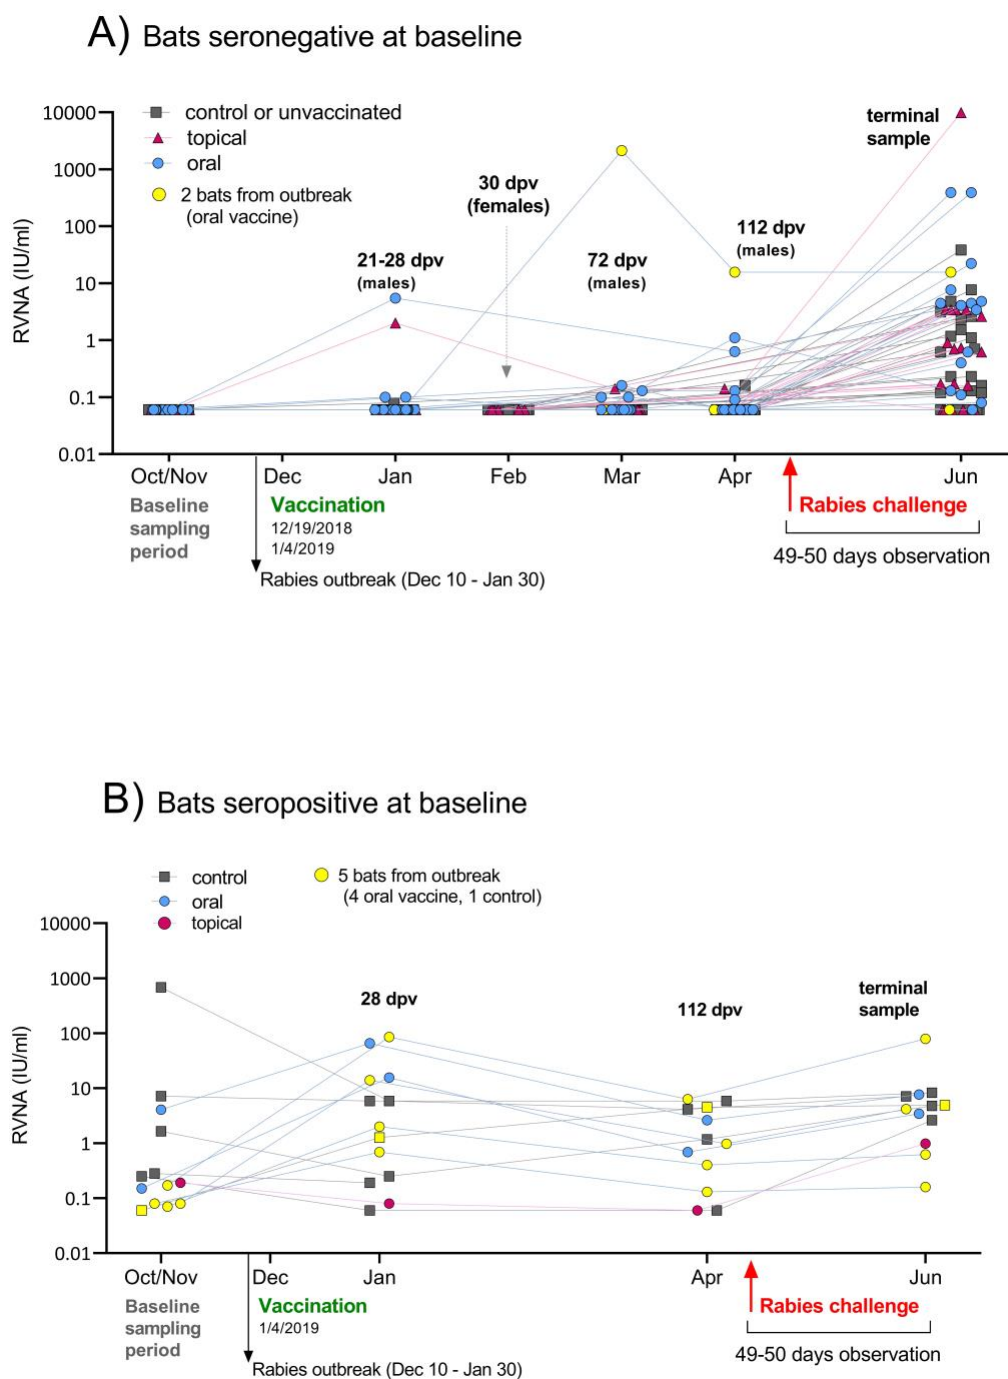 A) Bats seronegative at baseline
control or unvaccinated
topical
oral
2 bats from outbreak
(oral vaccine)
RVNA (IU/ml)
10000
1000
100
10
1
0.1
0.01
21-28 dpv
(males)
30 dpv
(females)
72 dpv
(males)
112 dpv
(males)
terminal
sample
Oct/Nov Dec Jan Feb Mar Apr Jun
Baseline
sampling
period
Vaccination
12/19/2018
1/4/2019
Rabies outbreak (Dec 10 - Jan 30)
Rabies challenge
49-50 days observation
B) Bats seropositive at baseline
control
oral
topical
5 bats from outbreak
(4 oral vaccine, 1 control)
RVNA (IU/ml)
10000
1000
100
10
1
0.1
0.01
28 dpv
112 dpv
terminal
sample
Oct/Nov Dec Jan Apr Jun
Baseline
sampling
period
Vaccination
1/4/2019
Rabies outbreak (Dec 10 - Jan 30)
Rabies challenge
49-50 days observation